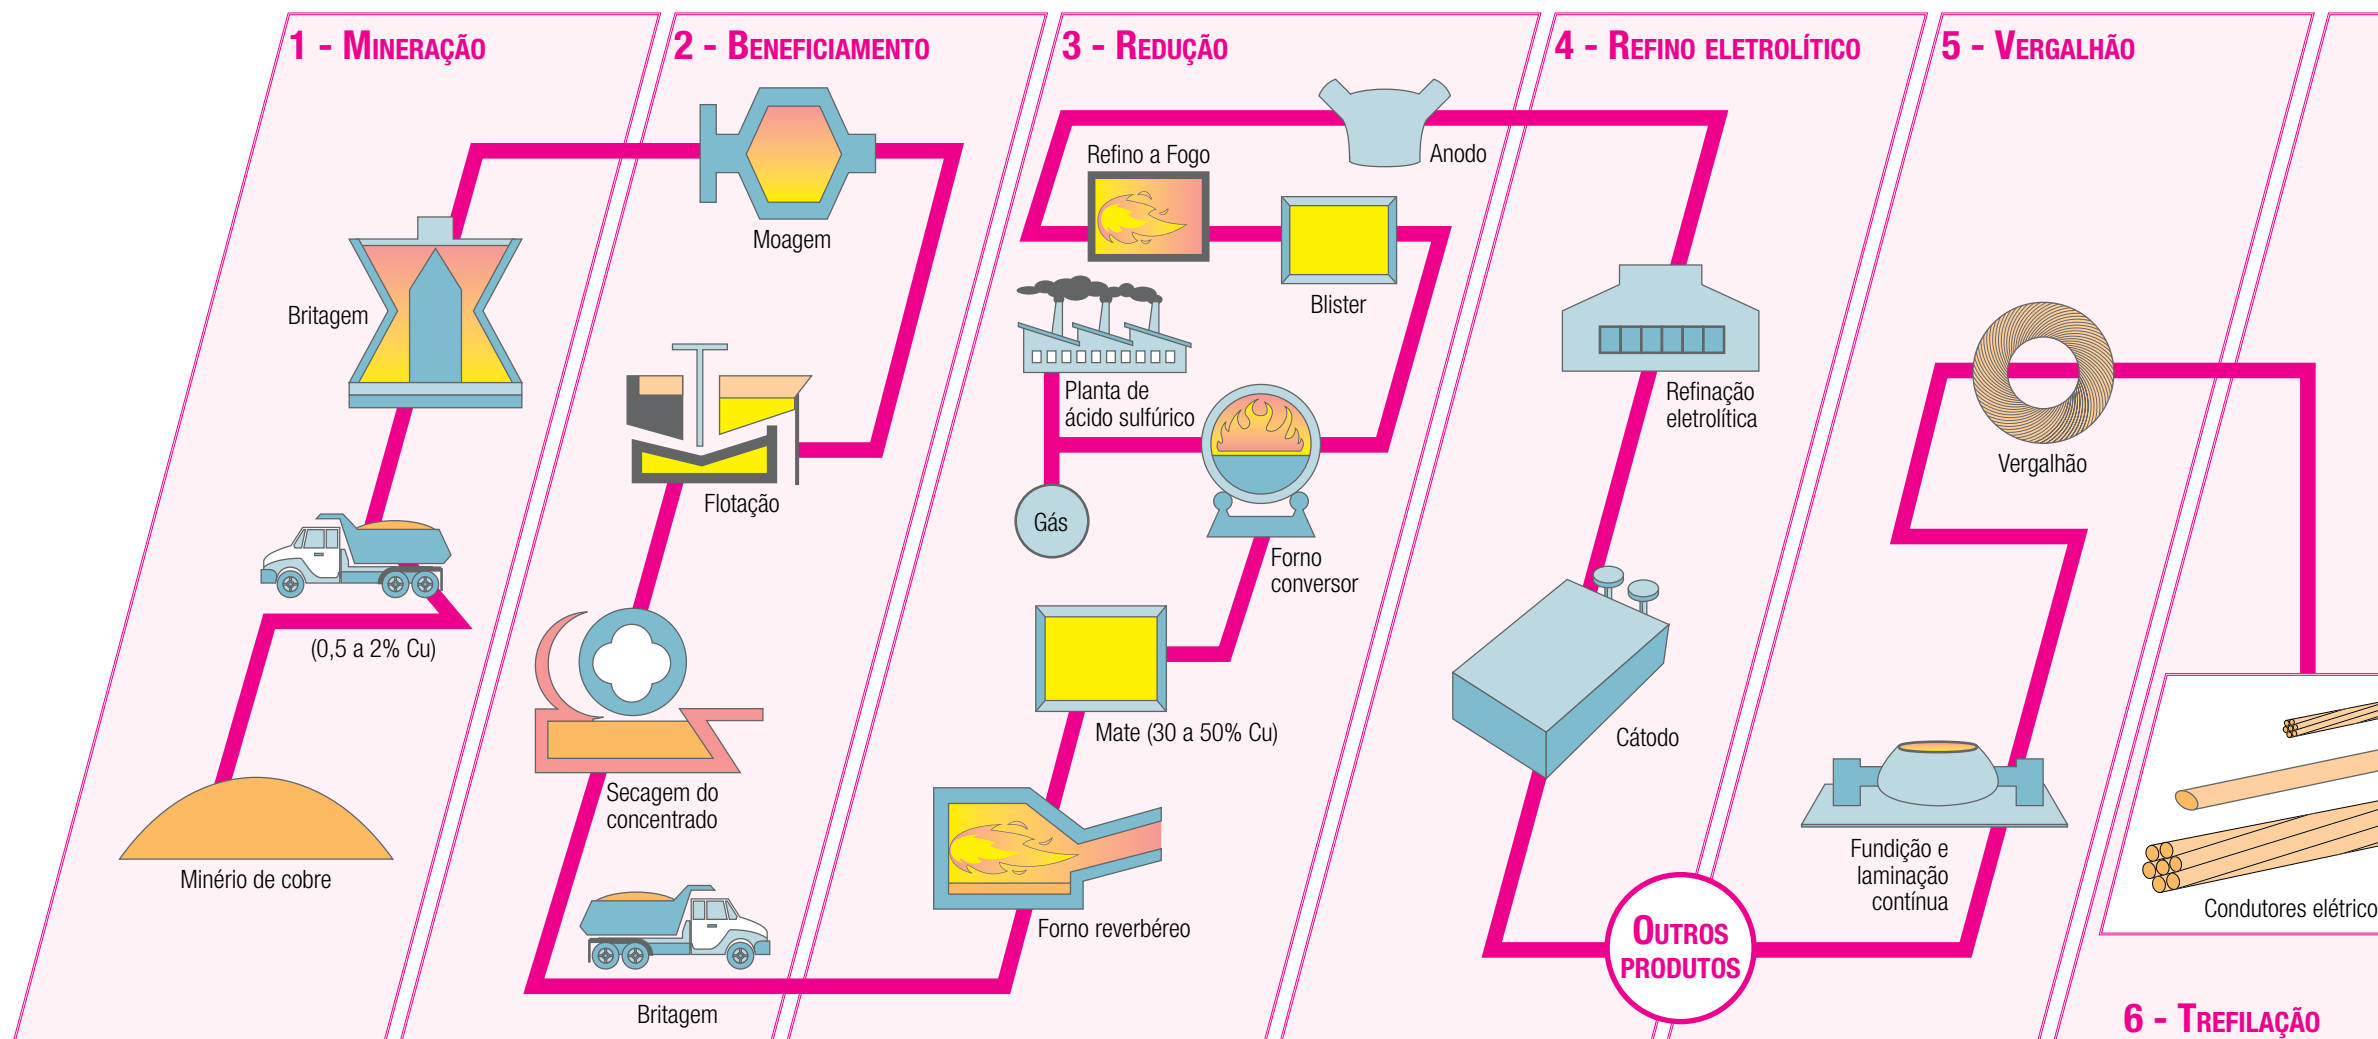 1 - Mineração
Britagem
(0,5 a 2% Cu)
Minério de cobre
2 - Beneficiamento
Moagem
Flotação
Secagem do
concentrado
Britagem
3 - Redução
Anodo
Refino a Fogo
Blister
Planta de
ácido sulfúrico
Gás
Forno
conversor
Mate (30 a 50% Cu)
Forno reverbéreo
4 - Refino eletrolítico
Refinação
eletrolítica
Cátodo
Outros
produtos
5 - Vergalhão
Vergalhão
Fundição e
laminação
contínua
Condutores elétrico
6 - Trefilação